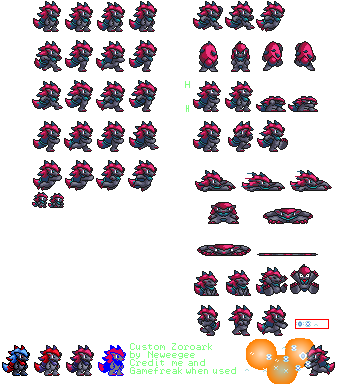 H
Custom Zoroark
by Neweegee
Credit me and
Gamefreak when used